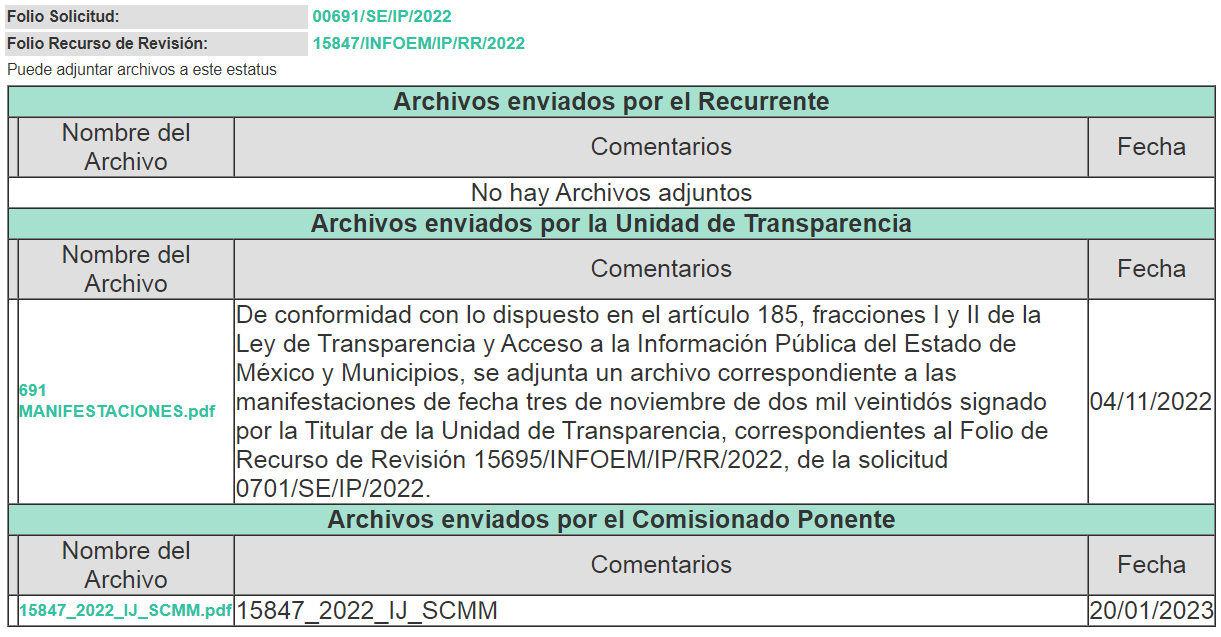 Folio Solicitud: 00691/SE/IP/2022
Folio Recurso de Revisión: 15847/INFOEM/IP/RR/2022
Puede adjuntar archivos a este estatus
Archivos enviados por el Recurrente
Nombre del
Archivo
Comentarios
Fecha
No hay Archivos adjuntos
Archivos enviados por la Unidad de Transparencia
Nombre del
Archivo
Comentarios
Fecha
691
MANIFESTACIONES.pdf
De conformidad con lo dispuesto en el artículo 185, fracciones I y II de la
Ley de Transparencia y Acceso a la Información Pública del Estado de
México y Municipios, se adjunta un archivo correspondiente a las
manifestaciones de fecha tres de noviembre de dos mil veintidós signado
por la Titular de la Unidad de Transparencia, correspondientes al Folio de
Recurso de Revisión 15695/INFOEM/IP/RR/2022, de la solicitud
0701/SE/IP/2022.
04/11/2022
Archivos enviados por el Comisionado Ponente
Nombre del
Archivo
Comentarios
Fecha
15847_2022_IJ_SCMM.pdf 15847_2022_IJ_SCMM 20/01/2023